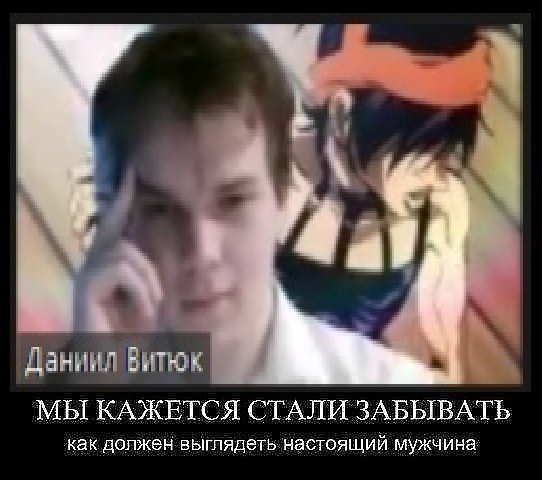 Даниил Витюк
МЫ КАЖЕТСЯ СТАЛИ ЗАБЫВАТЬ
как должен выглядеть настоящий мужчина